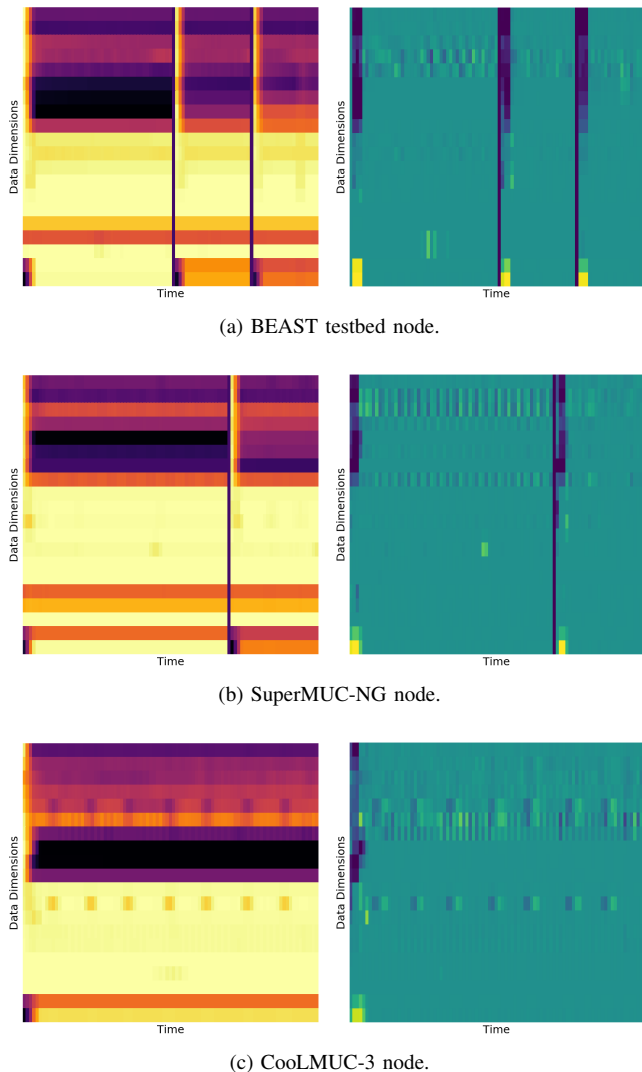 Data Dimensions
Time
Data Dimensions
Time
(a) BEAST testbed node.
Data Dimensions
Time
Data Dimensions
Time
(b) SuperMUC-NG node.
Data Dimensions
Time
Data Dimensions
Time
(c) CooLMUC-3 node.